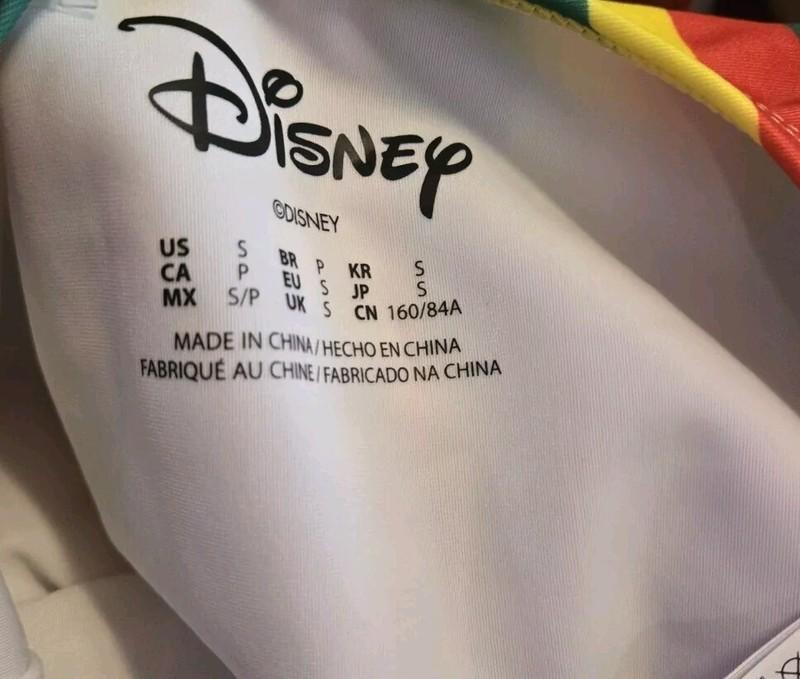 Disney
©DISNEY
US S BR P KR S
CA P EU S JP S
MX S/P UK S CN 160/84A
MADE IN CHINA/HECHO EN CHINA
FABRIQUÉ AU CHINE/FABRICADO NA CHINA